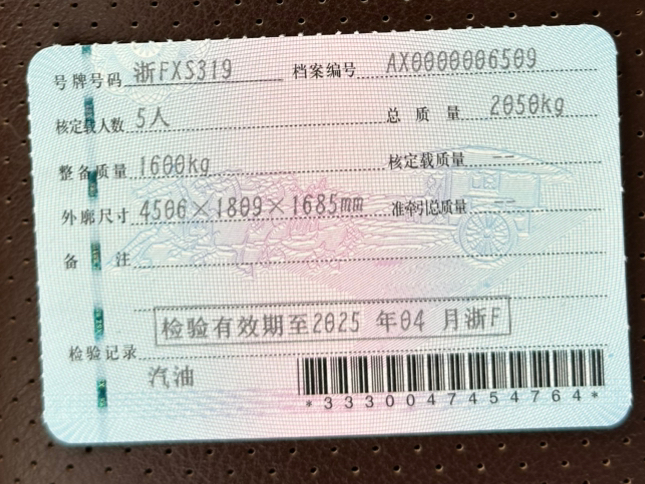 号牌号码 浙FXS319 档案编号 AX0000006509
核定载人数 5人 总质量 2050kg
整备质量 1600kg 核定载质量 --
外廓尺寸 4506×1809×1685mm 准牵引总质量 --
备注
检验有效期至2025 年04 月浙F
检验记录
汽油
*3330047454764*